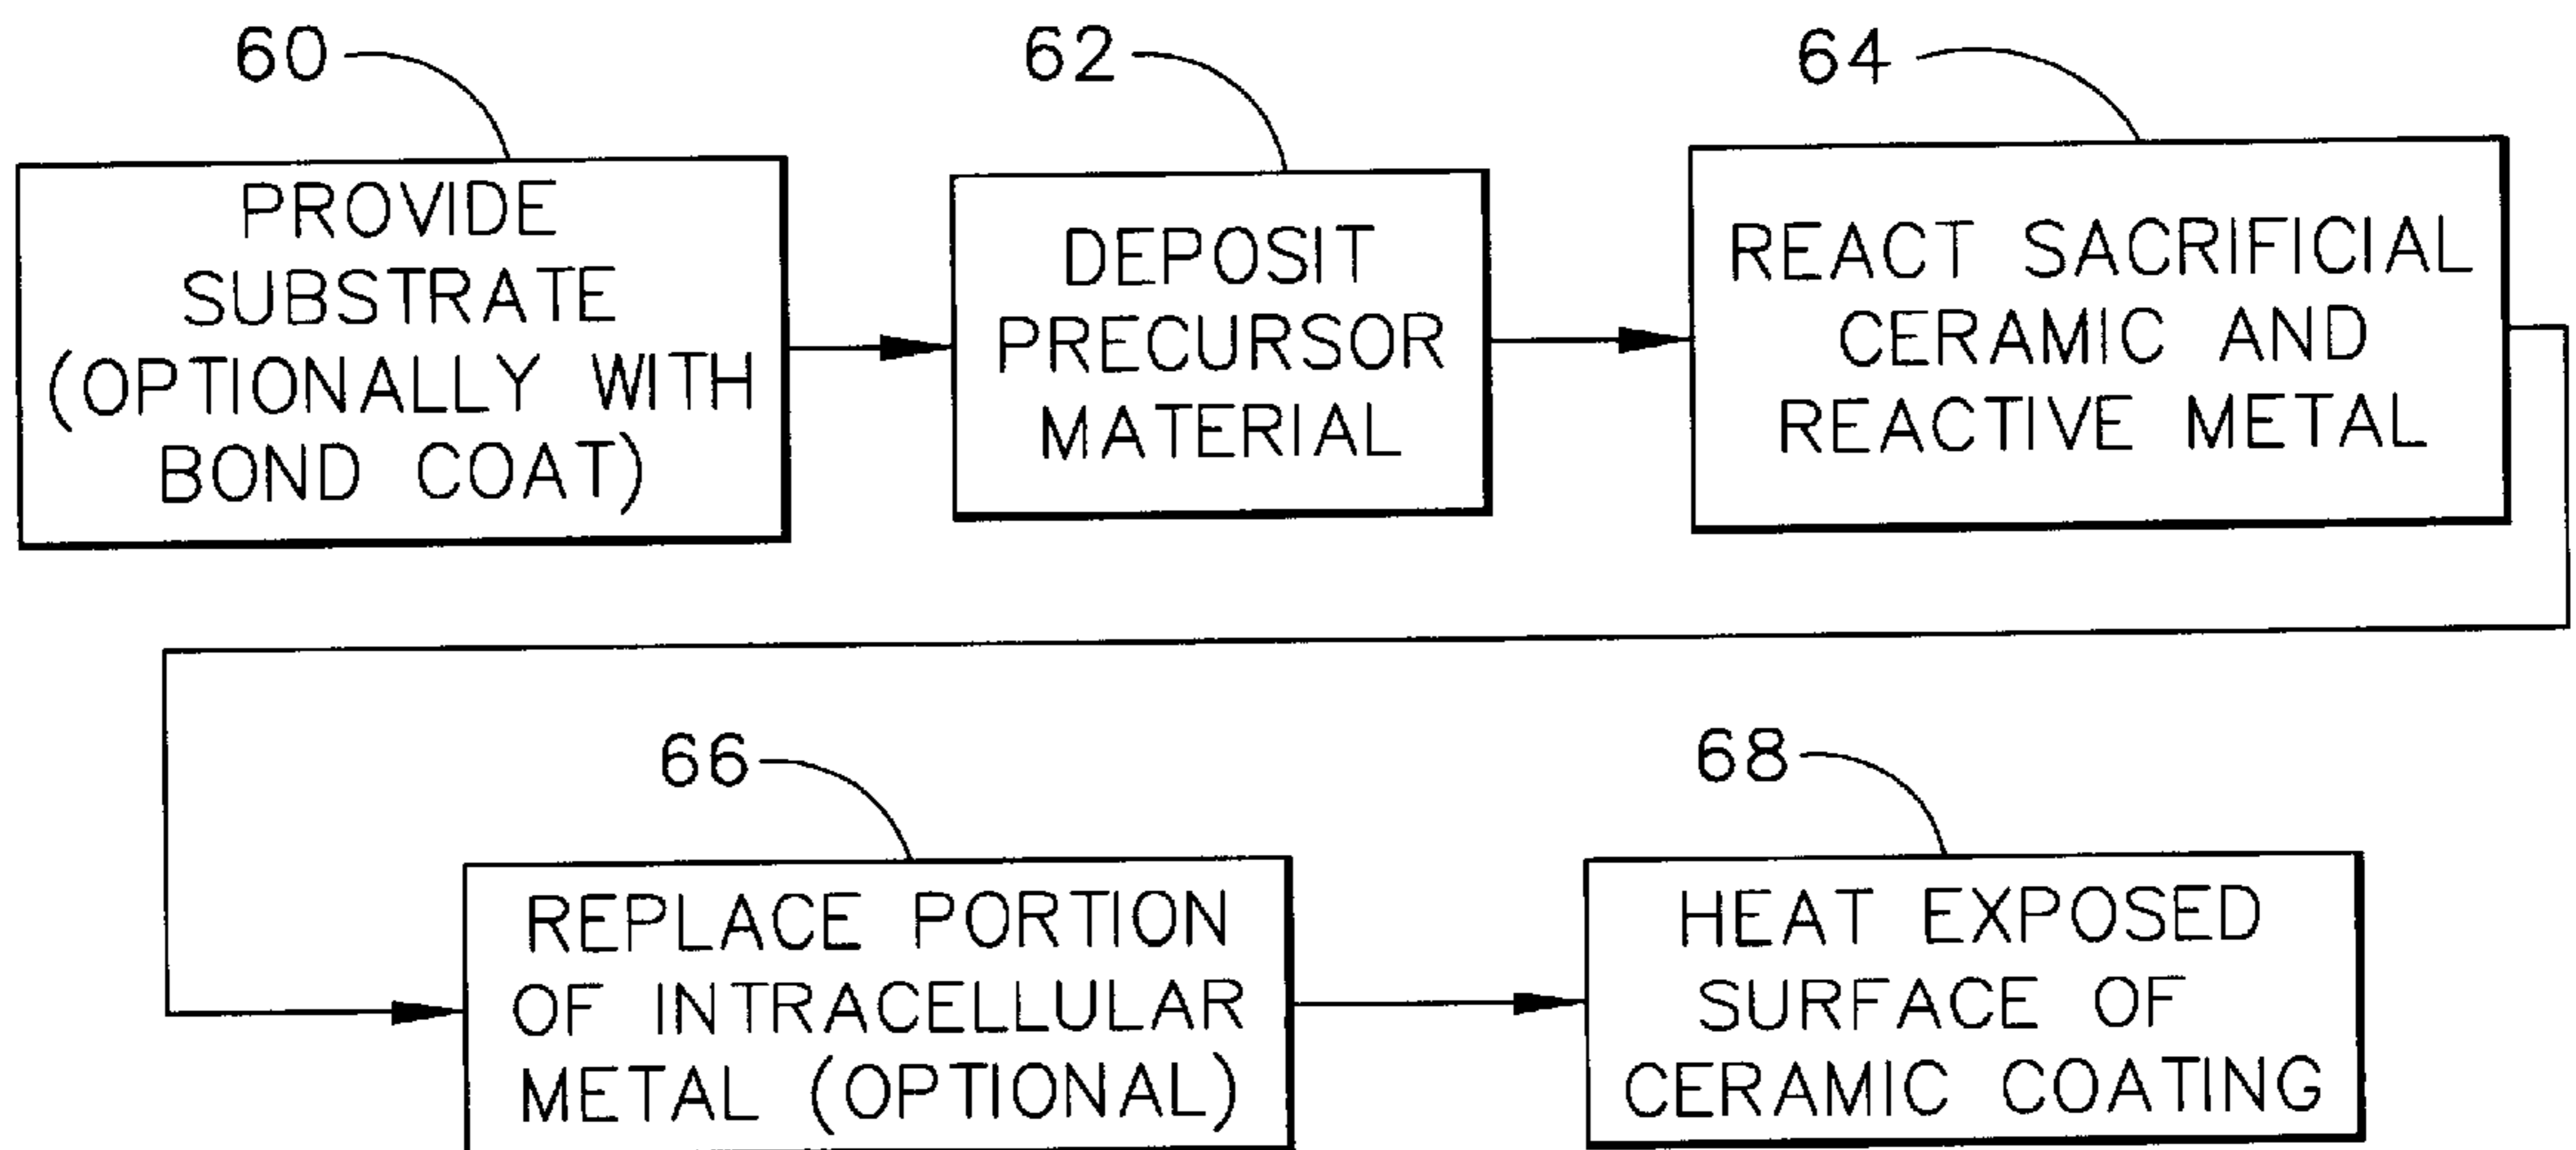 60
PROVIDE
SUBSTRATE
(OPTIONALLY WITH
BOND COAT)
62
DEPOSIT
PRECURSOR
MATERIAL
64
REACT SACRIFICIAL
CERAMIC AND
REACTIVE METAL
66
REPLACE PORTION
OF INTRACELLULAR
METAL (OPTIONAL)
68
HEAT EXPOSED
SURFACE OF
CERAMIC COATING